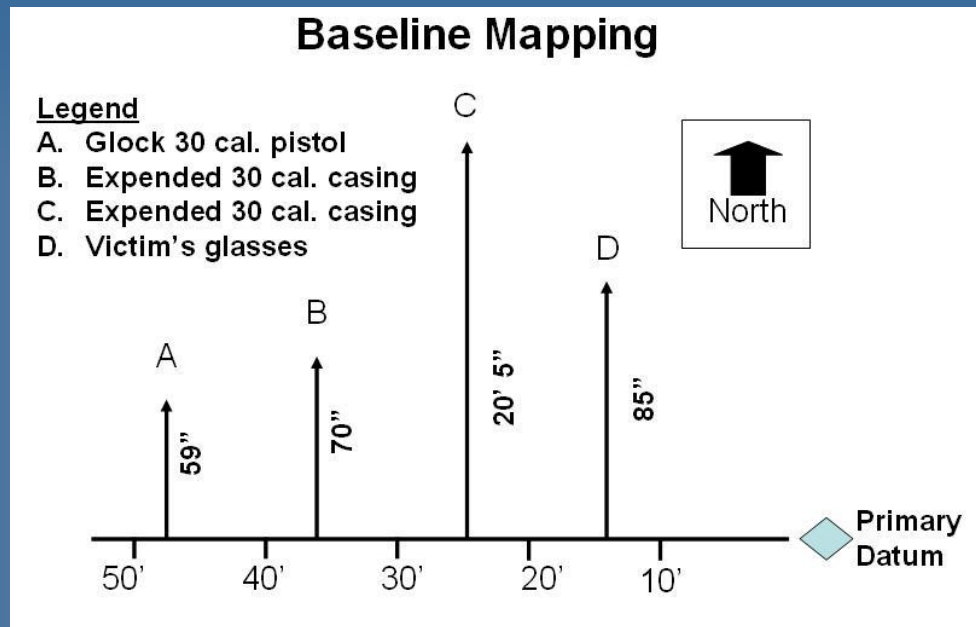 Baseline Mapping
Legend
A. Glock 30 cal. pistol
B. Expended 30 cal. casing
C. Expended 30 cal. casing
D. Victim’s glasses
C
North
D
B
A
59”
70”
20’ 5”
85”
Primary
Datum
50’
40’
30’
20’
10’